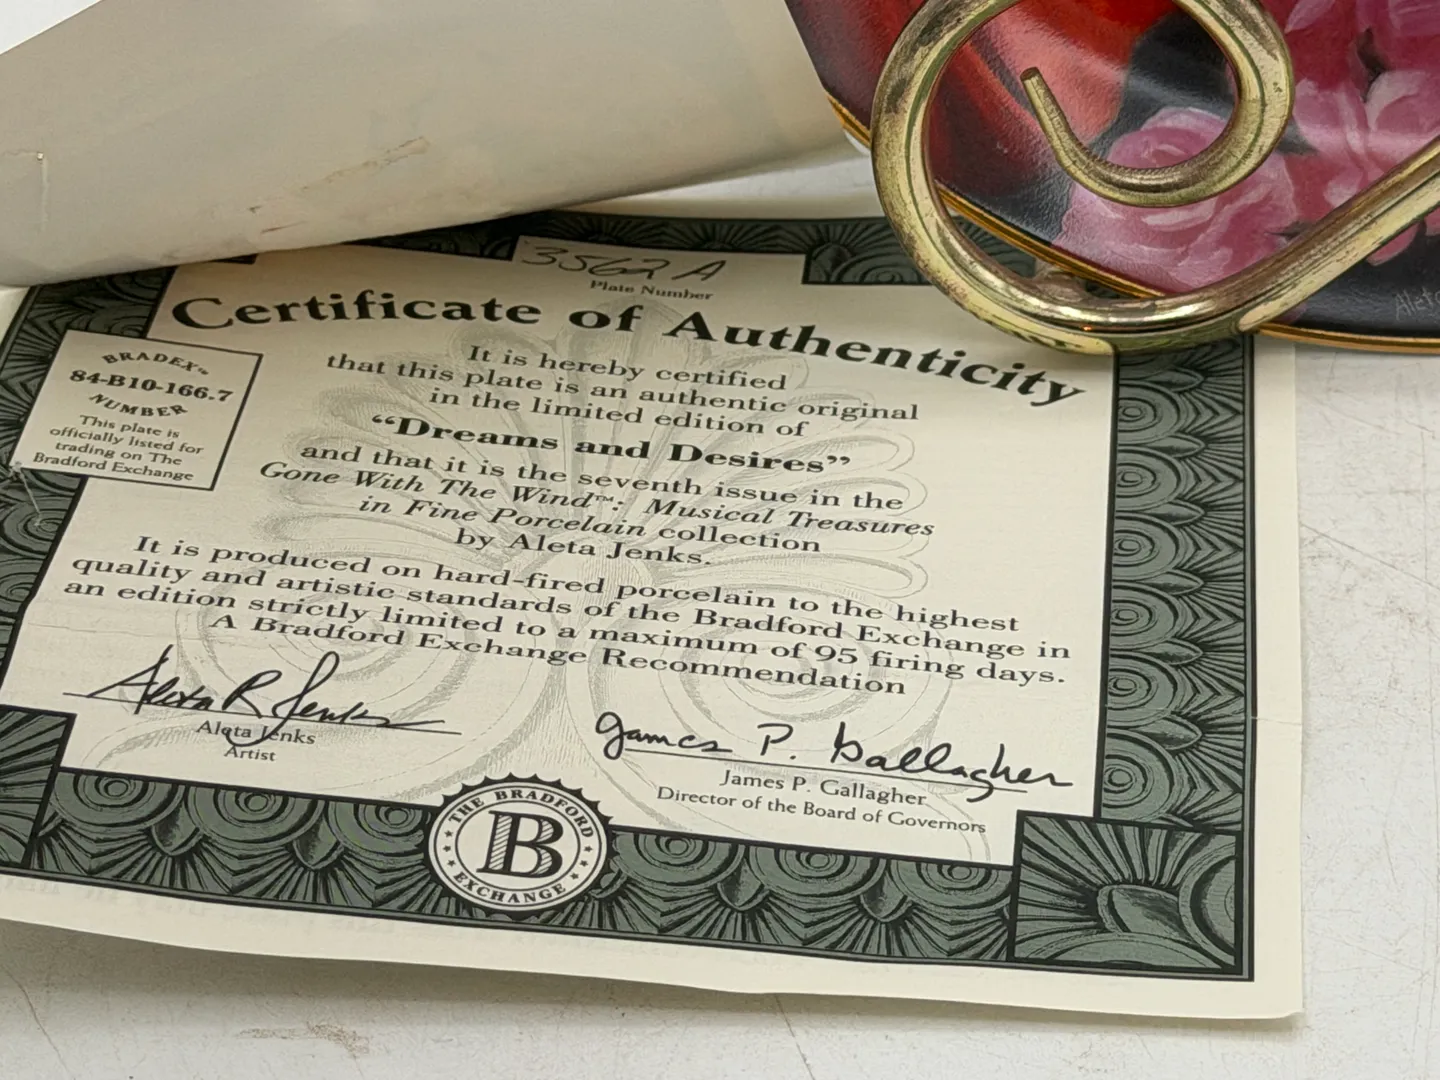 3562 A
Plate Number
Certificate of Authenticity
BRADEX™
84-B10-166.7
NUMBER
This plate is
officially listed for
trading on The
Bradford Exchange
It is hereby certified
that this plate is an authentic original
in the limited edition of
“Dreams and Desires”
and that it is the seventh issue in the
Gone With The Wind™: Musical Treasures
in Fine Porcelain collection
by Aleta Jenks.
It is produced on hard-fired porcelain to the highest
quality and artistic standards of the Bradford Exchange in
an edition strictly limited to a maximum of 95 firing days.
A Bradford Exchange Recommendation
Aleta R Jenks
Aleta Jenks
Artist
James P. Gallagher
James P. Gallagher
Director of the Board of Governors
THE BRADFORD
B
EXCHANGE